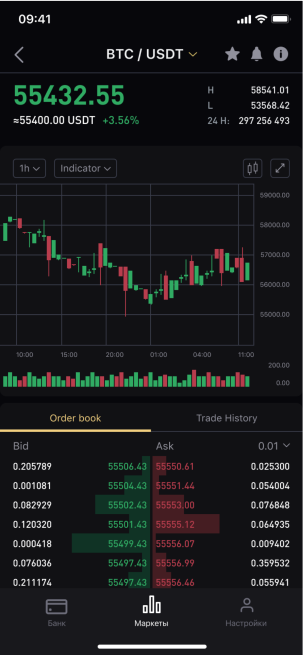 09:41
BTC / USDT
55432.55
≈55400.00 USDT +3.56%
H 58541.01
L 53568.42
24 H: 297 256 493
1h
Indicator
59000.00
58000.00
57000.00
56000.00
55000.00
10:00 15:00 20:00 01:00 04:00 11:00
200.00
0.00
Order book Trade History
Bid Ask 0.01
0.205789 55506.43 55550.61 0.025300
0.001081 55504.43 55551.44 0.054004
0.082929 55502.43 55553.00 0.076848
0.120320 55501.43 55555.12 0.064935
0.000418 55499.43 55556.07 0.009402
0.076036 55497.43 55556.99 0.359532
0.211174 55497.43 55556.46 0.055941
Банк Маркеты Настройки